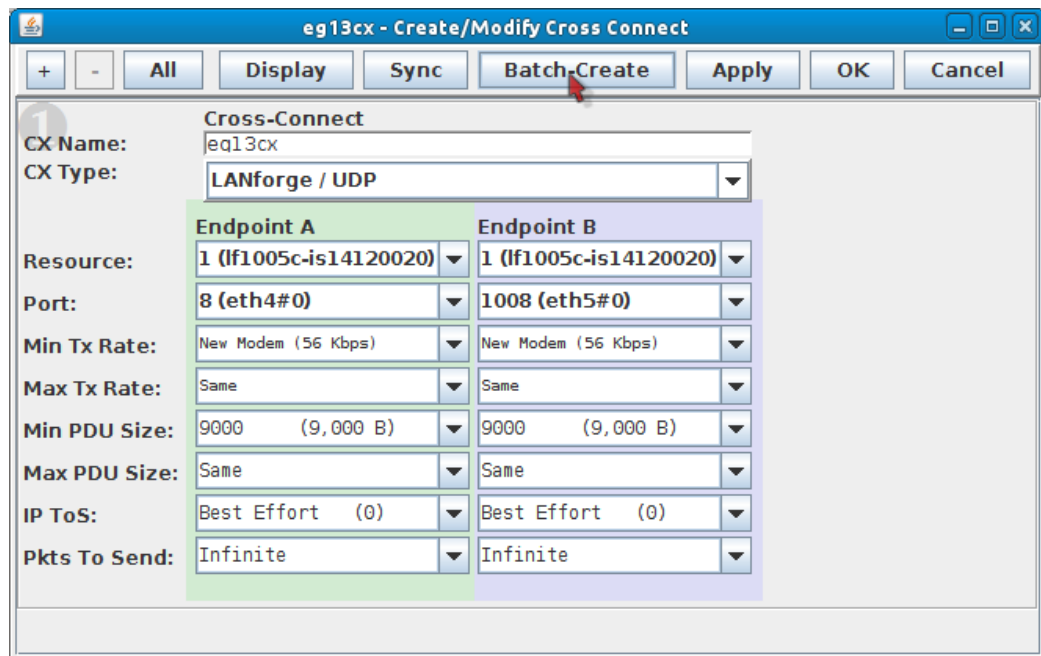 eg13cx - Create/Modify Cross Connect
+ - All Display Sync Batch-Create Apply OK Cancel
1
Cross-Connect
CX Name: eg13cx
CX Type: LANforge / UDP
Endpoint A Endpoint B
Resource: 1 (lf1005c-is14120020) 1 (lf1005c-is14120020)
Port: 8 (eth4#0) 1008 (eth5#0)
Min Tx Rate: New Modem (56 Kbps) New Modem (56 Kbps)
Max Tx Rate: Same Same
Min PDU Size: 9000 (9,000 B) 9000 (9,000 B)
Max PDU Size: Same Same
IP ToS: Best Effort (0) Best Effort (0)
Pkts To Send: Infinite Infinite